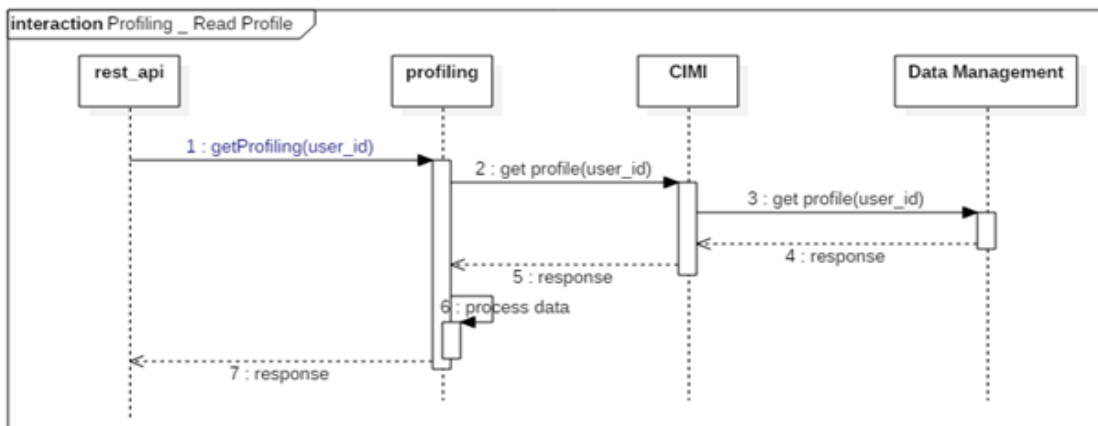 interaction Profiling _ Read Profile
rest_api
profiling
CIMI
Data Management
1 : getProfiling(user_id)
2 : get profile(user_id)
3 : get profile(user_id)
4 : response
5 : response
6 : process data
7 : response